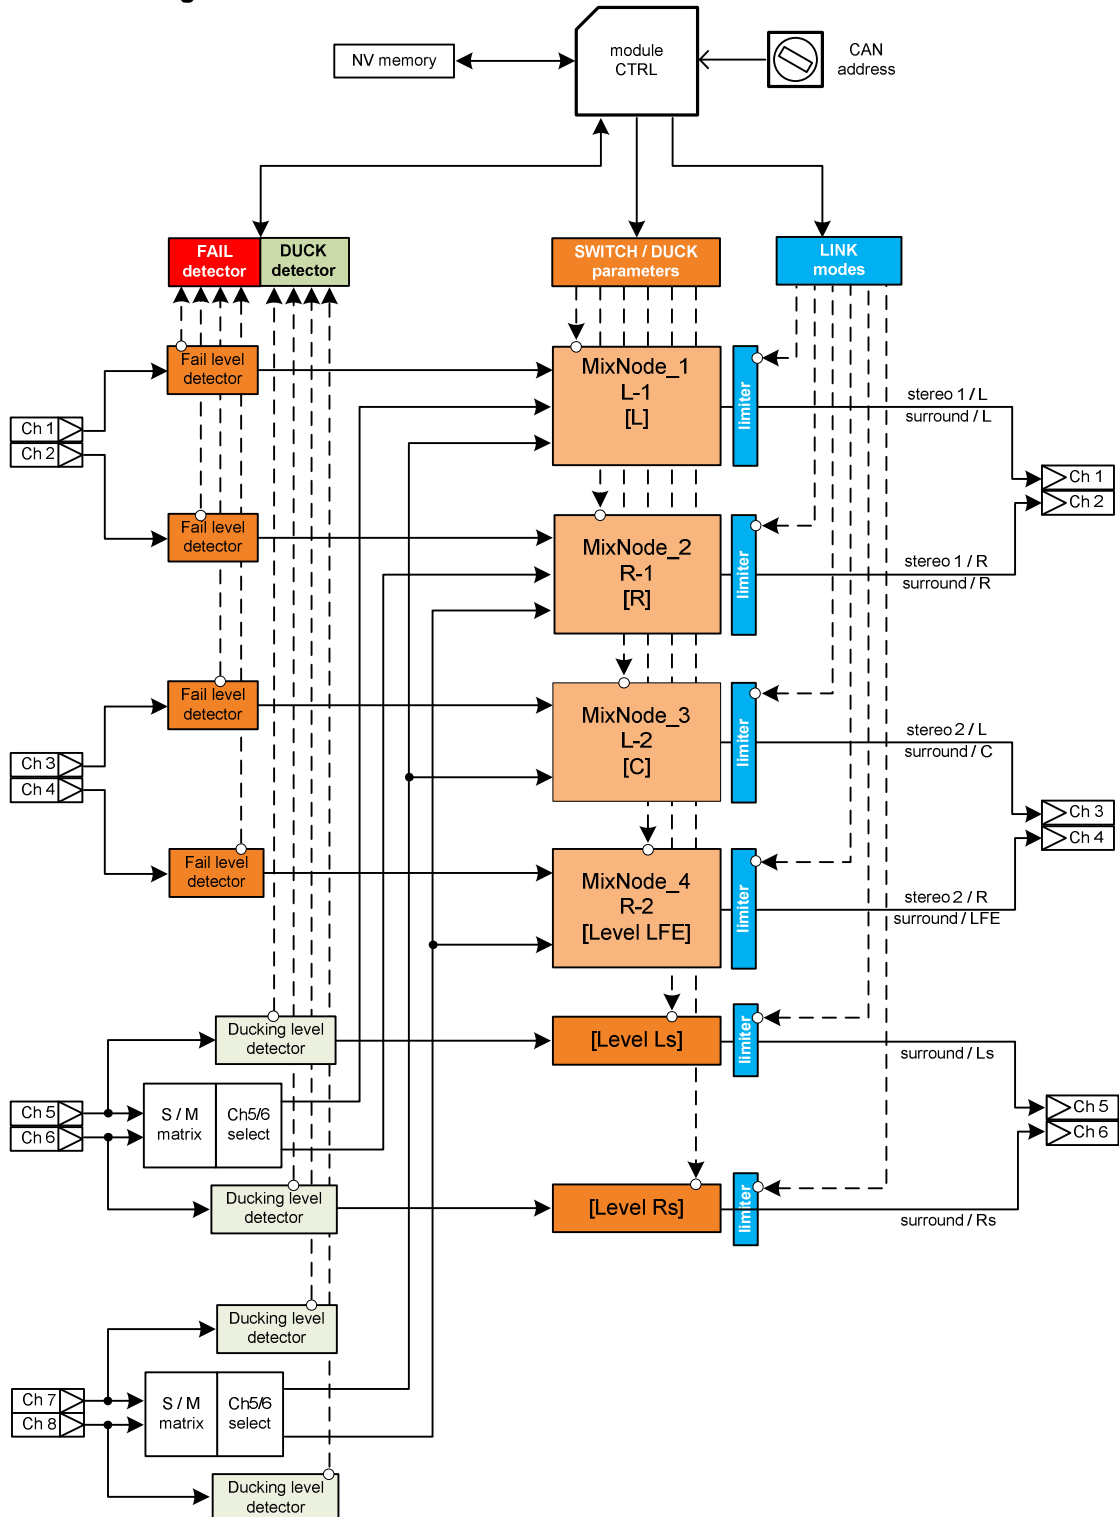 g
NV memory
module
CTRL
CAN
address
FAIL
detector
DUCK
detector
SWITCH / DUCK
parameters
LINK
modes
Fail level
detector
MixNode_1
L-1
[L]
limiter
stereo 1 / L
surround / L
Ch 1
Ch 2
Ch 1
Ch 2
Fail level
detector
MixNode_2
R-1
[R]
limiter
stereo 1 / R
surround / R
Fail level
detector
MixNode_3
L-2
[C]
limiter
stereo 2 / L
surround / C
Ch 3
Ch 4
Ch 3
Ch 4
Fail level
detector
MixNode_4
R-2
[Level LFE]
limiter
stereo 2 / R
surround / LFE
Ducking level
detector
[Level Ls]
limiter
surround / Ls
Ch 5
Ch 6
S / M
matrix
Ch5/6
select
Ch 5
Ch 6
Ducking level
detector
[Level Rs]
limiter
surround / Rs
Ducking level
detector
Ch 7
Ch 8
S / M
matrix
Ch5/6
select
Ducking level
detector